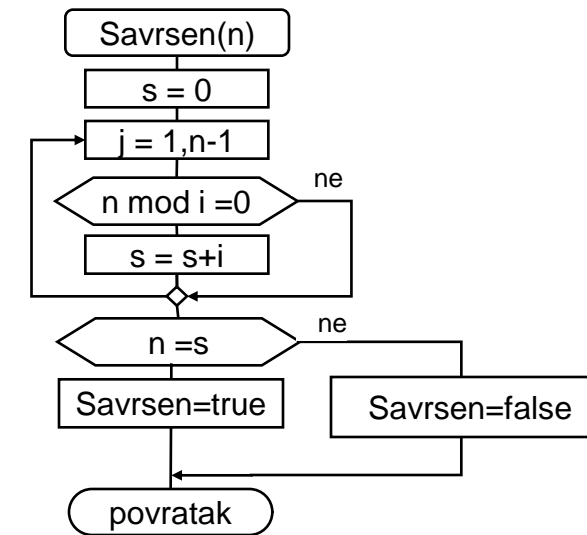 Savrsen(n)
s = 0
j = 1,n-1
n mod i =0
ne
s = s+i
n =s
ne
Savrsen=true
Savrsen=false
povratak